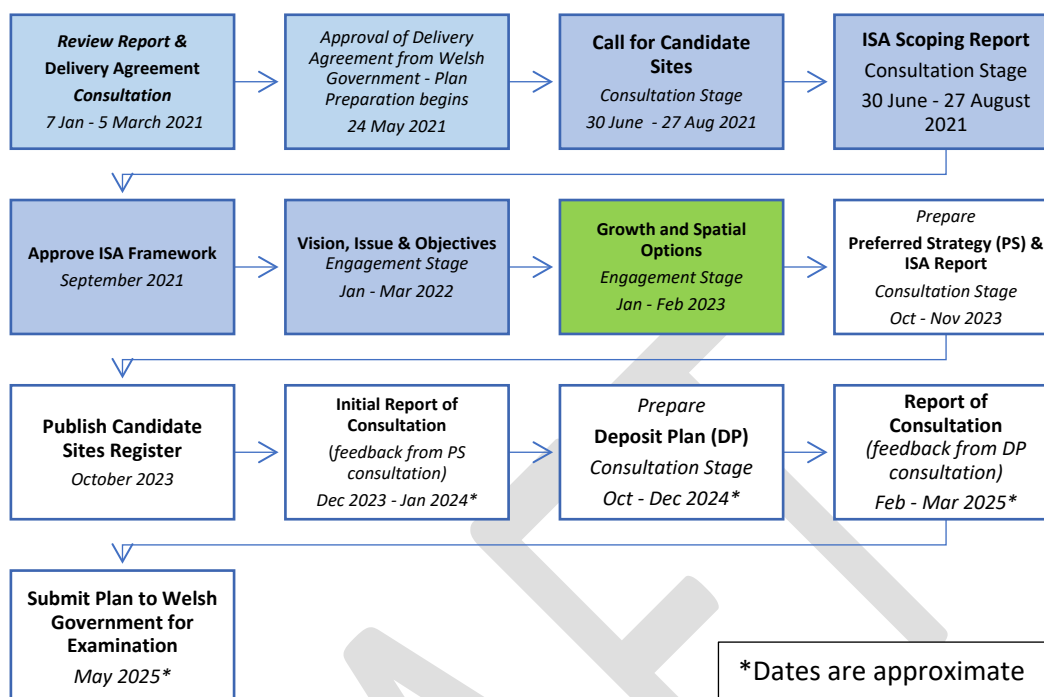 Review Report &
Delivery Agreement
Consultation
7 Jan - 5 March 2021
Approval of Delivery
Agreement from Welsh
Government - Plan
Preparation begins
24 May 2021
Call for Candidate
Sites
Consultation Stage
30 June - 27 Aug 2021
ISA Scoping Report
Consultation Stage
30 June - 27 August
2021
Approve ISA Framework
September 2021
Vision, Issue & Objectives
Engagement Stage
Jan - Mar 2022
Growth and Spatial
Options
Engagement Stage
Jan - Feb 2023
Prepare
Preferred Strategy (PS) &
ISA Report
Consultation Stage
Oct - Nov 2023
Publish Candidate
Sites Register
October 2023
Initial Report of
Consultation
(feedback from PS
consultation)
Dec 2023 - Jan 2024*
Prepare
Deposit Plan (DP)
Consultation Stage
Oct - Dec 2024*
Report of
Consultation
(feedback from DP
consultation)
Feb - Mar 2025*
Submit Plan to Welsh
Government for
Examination
May 2025*
*Dates are approximate